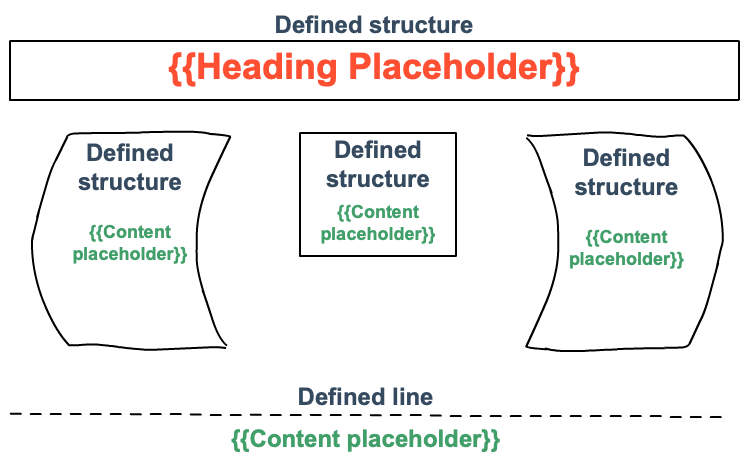 Defined structure
{{Heading Placeholder}}
Defined
structure
{{Content
placeholder}}
Defined
structure
{{Content
placeholder}}
Defined
structure
{{Content
placeholder}}
Defined line
{{Content placeholder}}